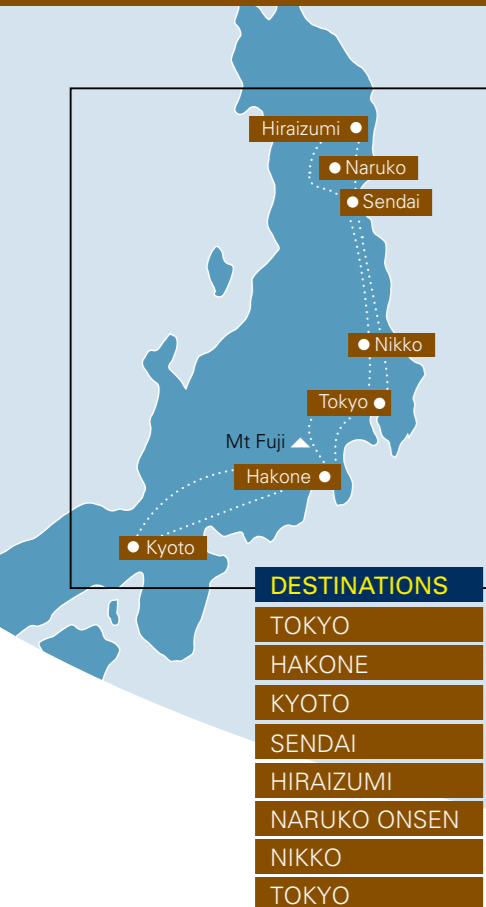 Hiraizumi
Naruko
Sendai
Nikko
Tokyo
Mt Fuji
Hakone
Kyoto
DESTINATIONS
TOKYO
HAKONE
KYOTO
SENDAI
HIRAIZUMI
NARUKO ONSEN
NIKKO
TOKYO